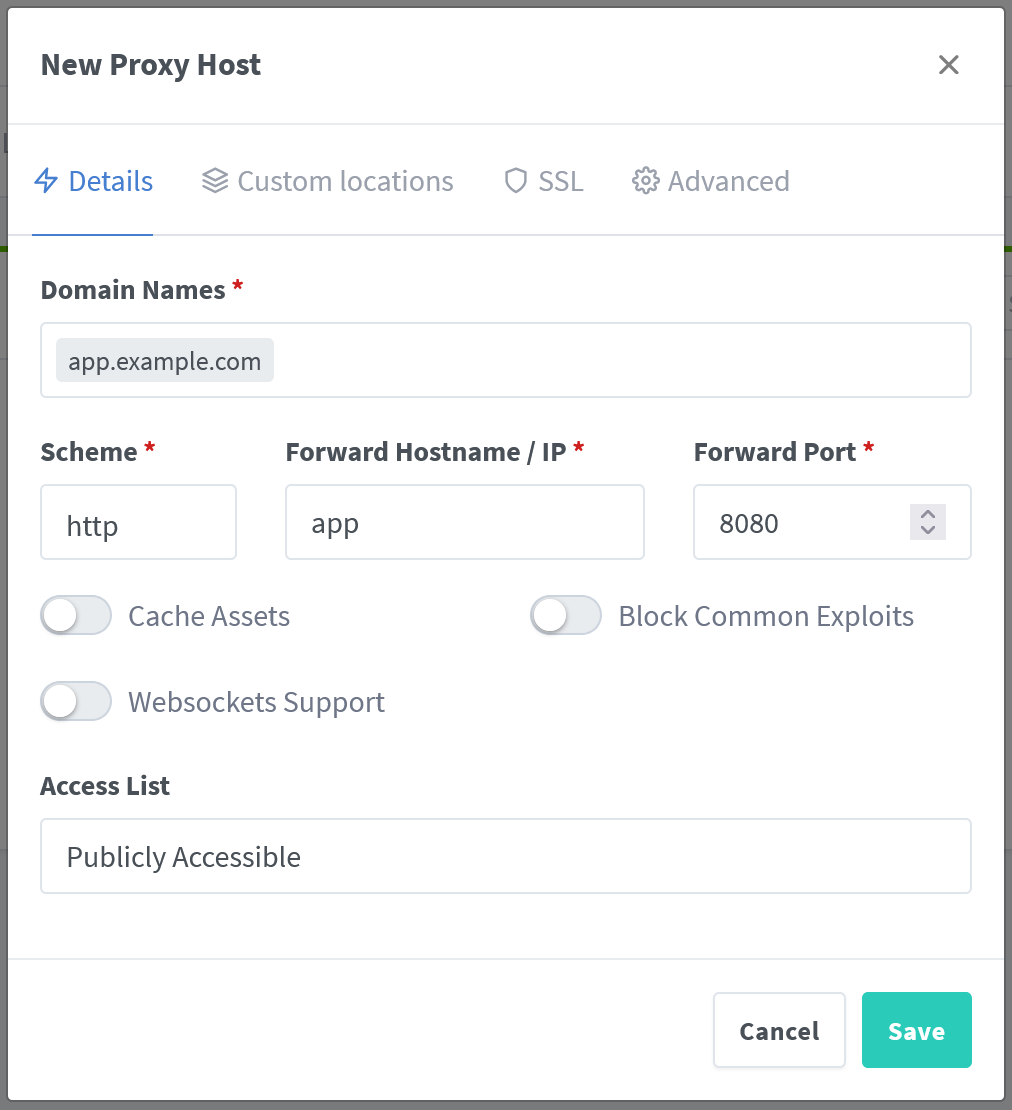 New Proxy Host
Details Custom locations SSL Advanced
Domain Names *
app.example.com
Scheme * Forward Hostname / IP * Forward Port *
http app 8080
Cache Assets Block Common Exploits
Websockets Support
Access List
Publicly Accessible
Cancel Save